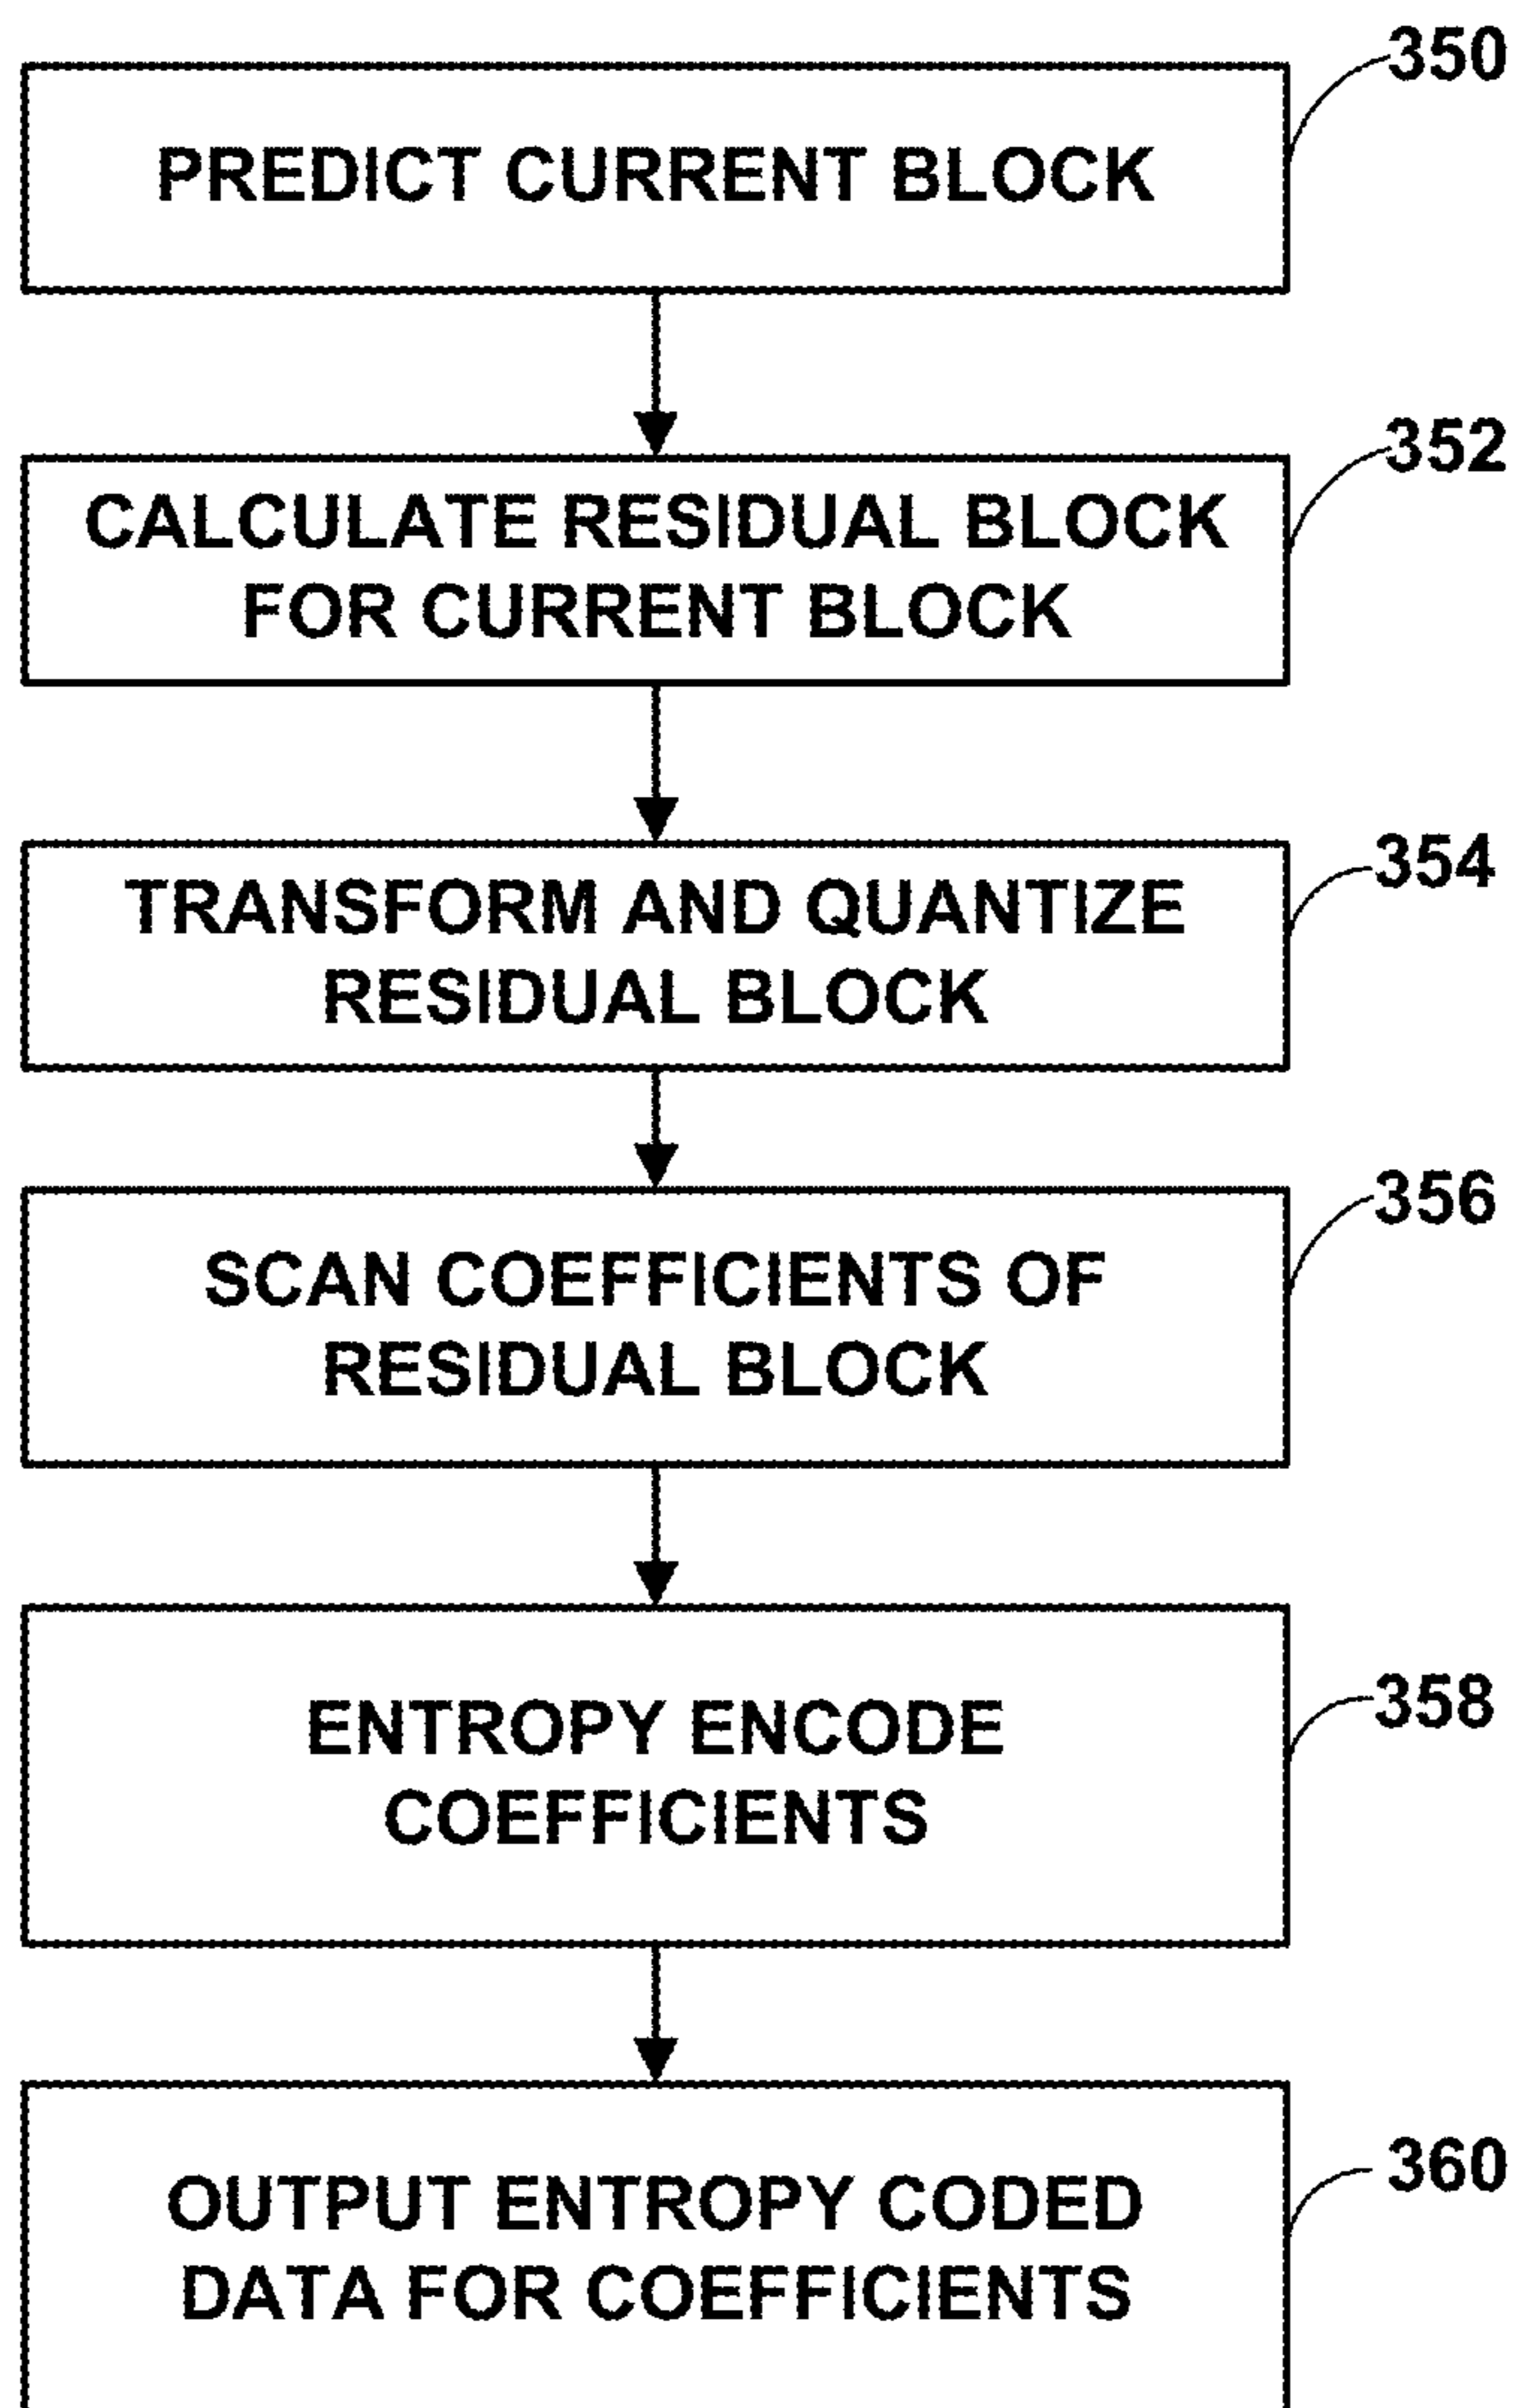 350
PREDICT CURRENT BLOCK
352
CALCULATE RESIDUAL BLOCK
FOR CURRENT BLOCK
354
TRANSFORM AND QUANTIZE
RESIDUAL BLOCK
356
SCAN COEFFICIENTS OF
RESIDUAL BLOCK
358
ENTROPY ENCODE
COEFFICIENTS
360
OUTPUT ENTROPY CODED
DATA FOR COEFFICIENTS